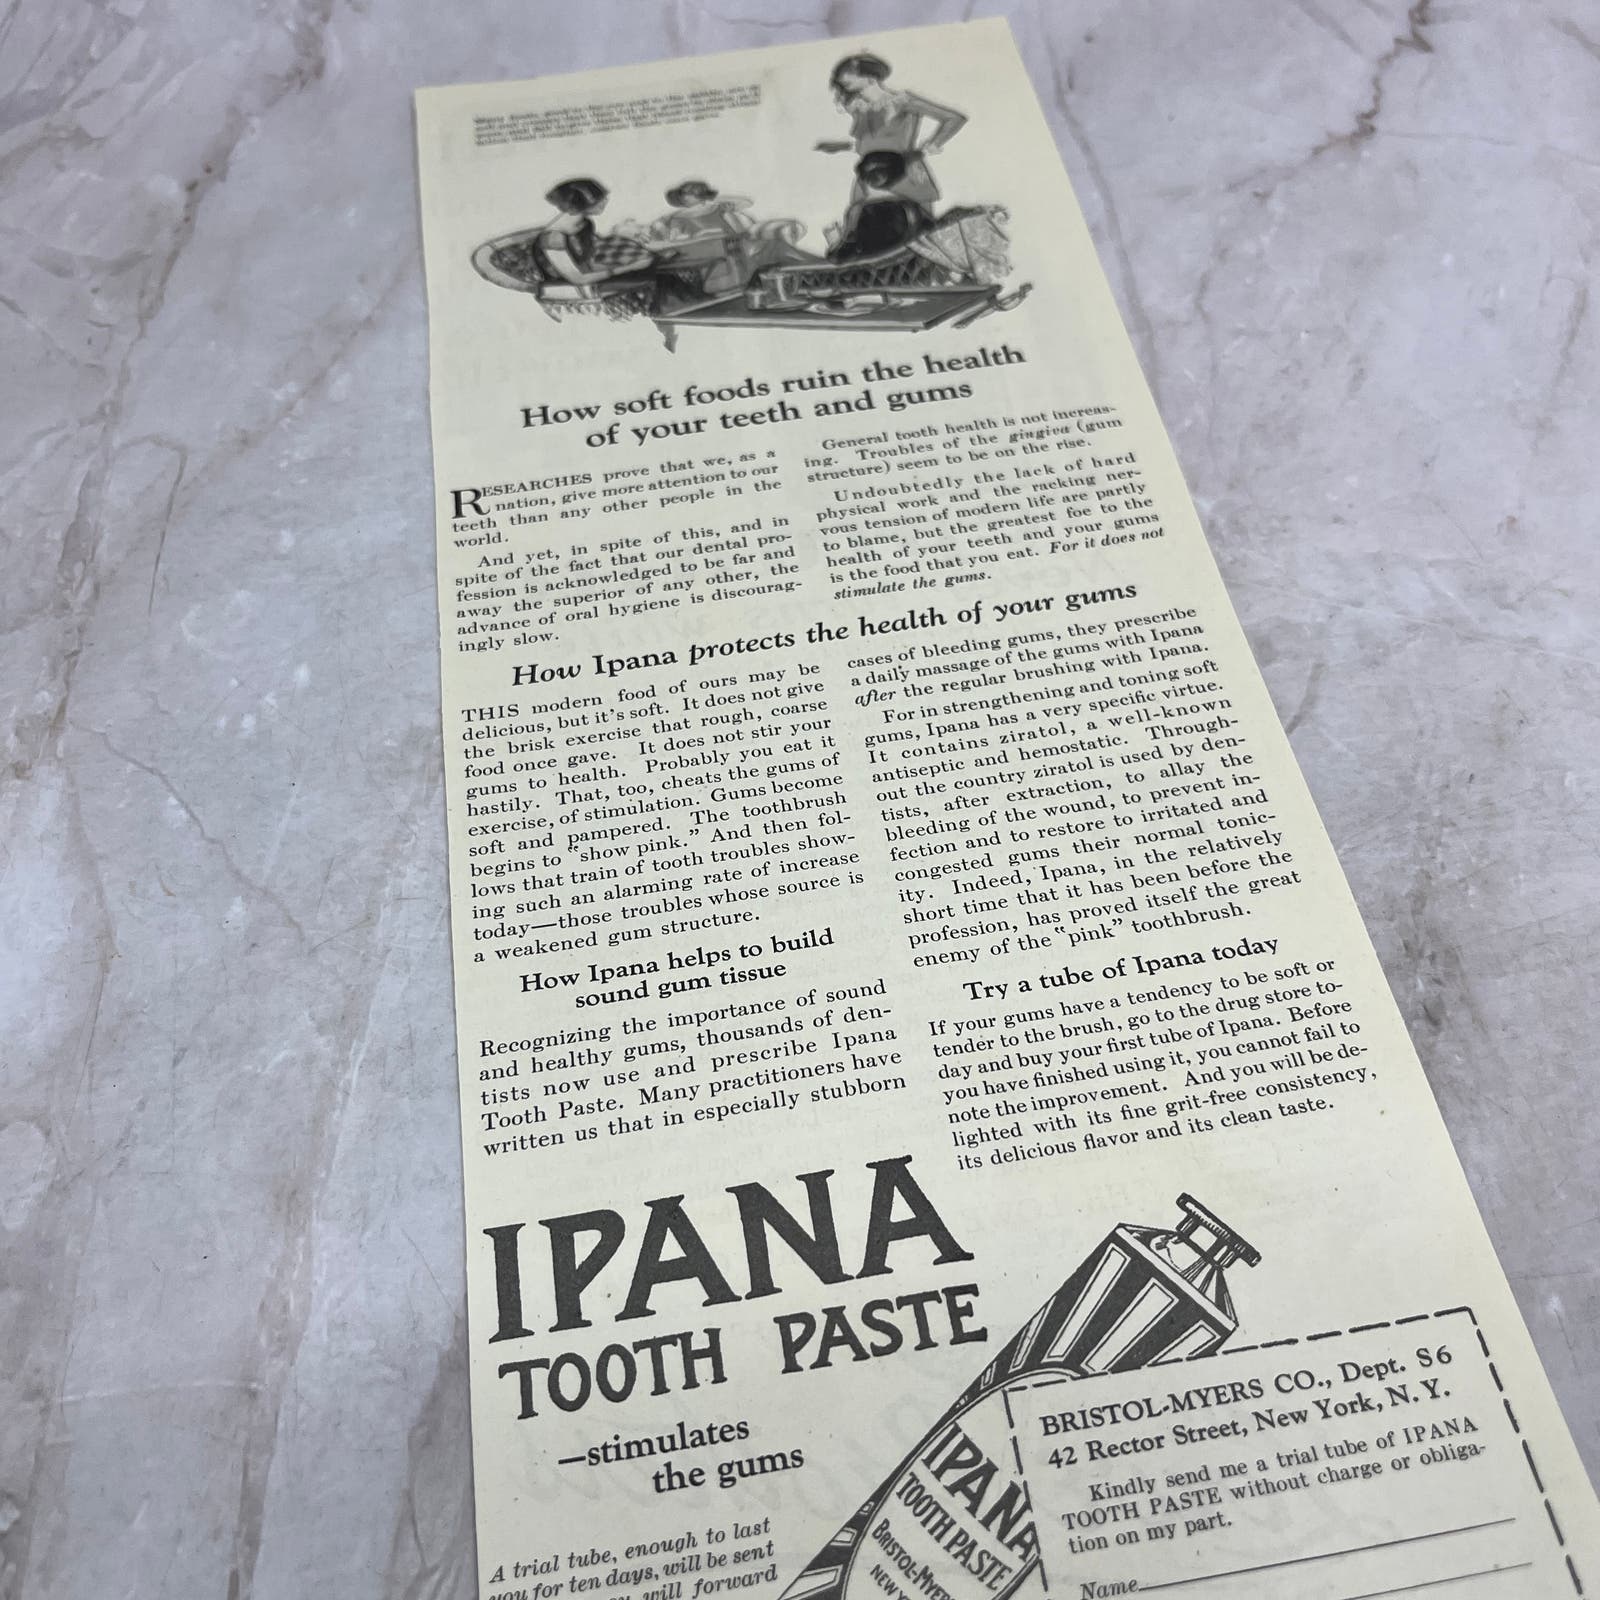 How soft foods ruin the health
of your teeth and gums
RESEARCHES prove that we, as a
nation, give more attention to our
teeth than any other people in the
world.
And yet, in spite of this, and in
spite of the fact that our dental pro-
fession is acknowledged to be far and
away the superior of any other, the
advance of oral hygiene is discourag-
ingly slow.
General tooth health is not increas-
ing. Troubles of the gingiva (gum
structure) seem to be on the rise.
Undoubtedly the lack of hard
physical work and the racking ner-
vous tension of modern life are partly
to blame, but the greatest foe to the
health of your teeth and your gums
is the food that you eat. For it does not
stimulate the gums.
How Ipana protects the health of your gums
THIS modern food of ours may be
delicious, but it's soft. It does not give
the brisk exercise that rough, coarse
food once gave. It does not stir your
gums to health. Probably you eat it
hastily. That, too, cheats the gums of
exercise, of stimulation. Gums become
soft and pampered. The toothbrush
begins to "show pink." And then fol-
lows that train of tooth troubles show-
ing such an alarming rate of increase
today—those troubles whose source is
a weakened gum structure.
How Ipana helps to build
sound gum tissue
Recognizing the importance of sound
and healthy gums, thousands of den-
tists now use and prescribe Ipana
Tooth Paste. Many practitioners have
written us that in especially stubborn
cases of bleeding gums, they prescribe
a daily massage of the gums with Ipana
after the regular brushing with Ipana.
For in strengthening and toning soft
gums, Ipana has a very specific virtue.
It contains ziratol, a well-known
antiseptic and hemostatic. Through-
out the country ziratol is used by den-
tists, after extraction, to allay the
bleeding of the wound, to prevent in-
fection and to restore to irritated and
congested gums their normal tonic-
ity. Indeed, Ipana, in the relatively
short time that it has been before the
profession, has proved itself the great
enemy of the "pink" toothbrush.
Try a tube of Ipana today
If your gums have a tendency to be soft or
tender to the brush, go to the drug store to-
day and buy your first tube of Ipana. Before
you have finished using it, you cannot fail to
note the improvement. And you will be de-
lighted with its fine grit-free consistency,
its delicious flavor and its clean taste.
IPANA
TOOTH PASTE
—stimulates
the gums
A trial tube, enough to last
you for ten days, will be sent
will forward
IPANA
TOOTH PASTE
BRISTOL-MYERS
NEW
BRISTOL-MYERS CO., Dept. S6
42 Rector Street, New York, N. Y.
Kindly send me a trial tube of IPANA
TOOTH PASTE without charge or obliga-
tion on my part.
Name